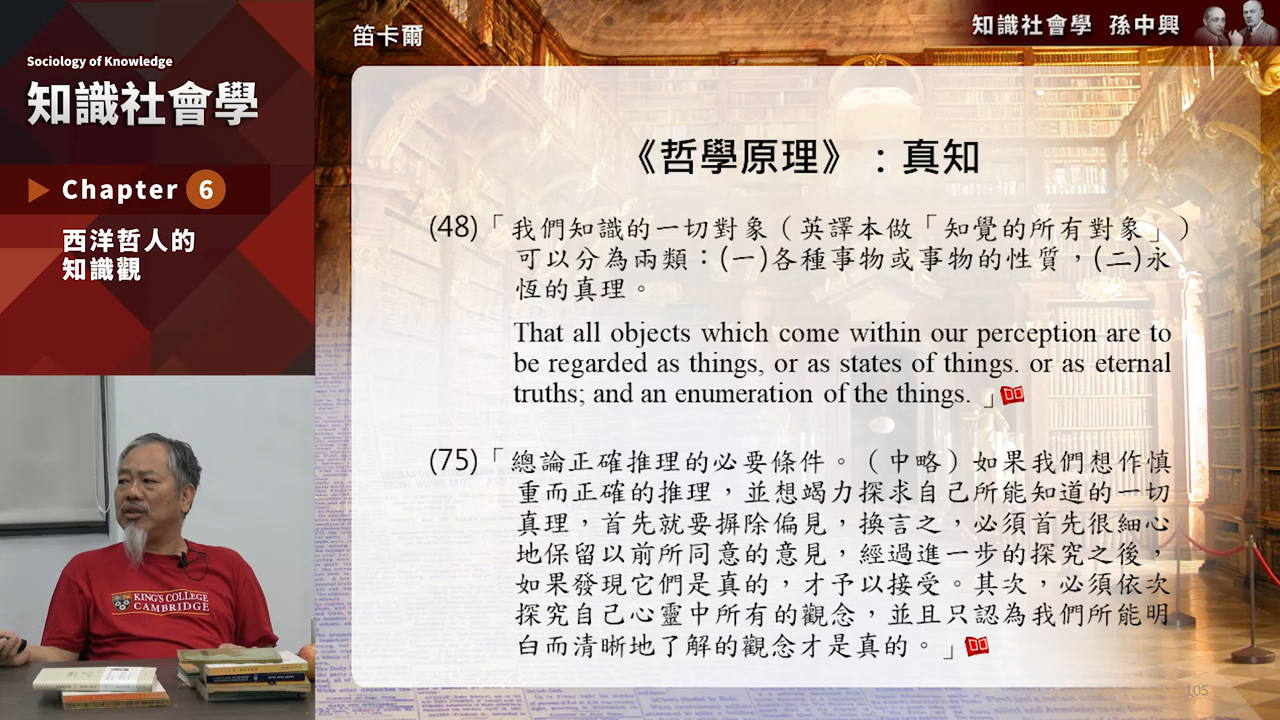 Sociology of Knowledge
知識社會學
Chapter 6
西洋哲人的
知識觀
笛卡爾
知識社會學 孫中興
《哲學原理》：真知
(48)「我們知識的一切對象（英譯本做「知覺的所有對象」）
可以分為兩類：(一)各種事物或事物的性質，(二)永
恆的真理。
That all objects which come within our perception are to
be regarded as things, or as states of things. or as eternal
truths; and an enumeration of the things. 」
(75)「總論正確推理的必要條件。（中略）如果我們想作慎
重而正確的推理，並想竭力探求自己所能知道的一切
真理，首先就要摒除偏見，換言之，必須首先很細心
地保留以前所同意的意見，經過進一步的探究之後，
如果發現它們是真的，才予以接受。其次，必須依次
探究自己心靈中所有的觀念，並且只認為我們所能明
白而清晰地了解的觀念才是真的。」
105
KING'S COLLEGE
CAMBRIDGE